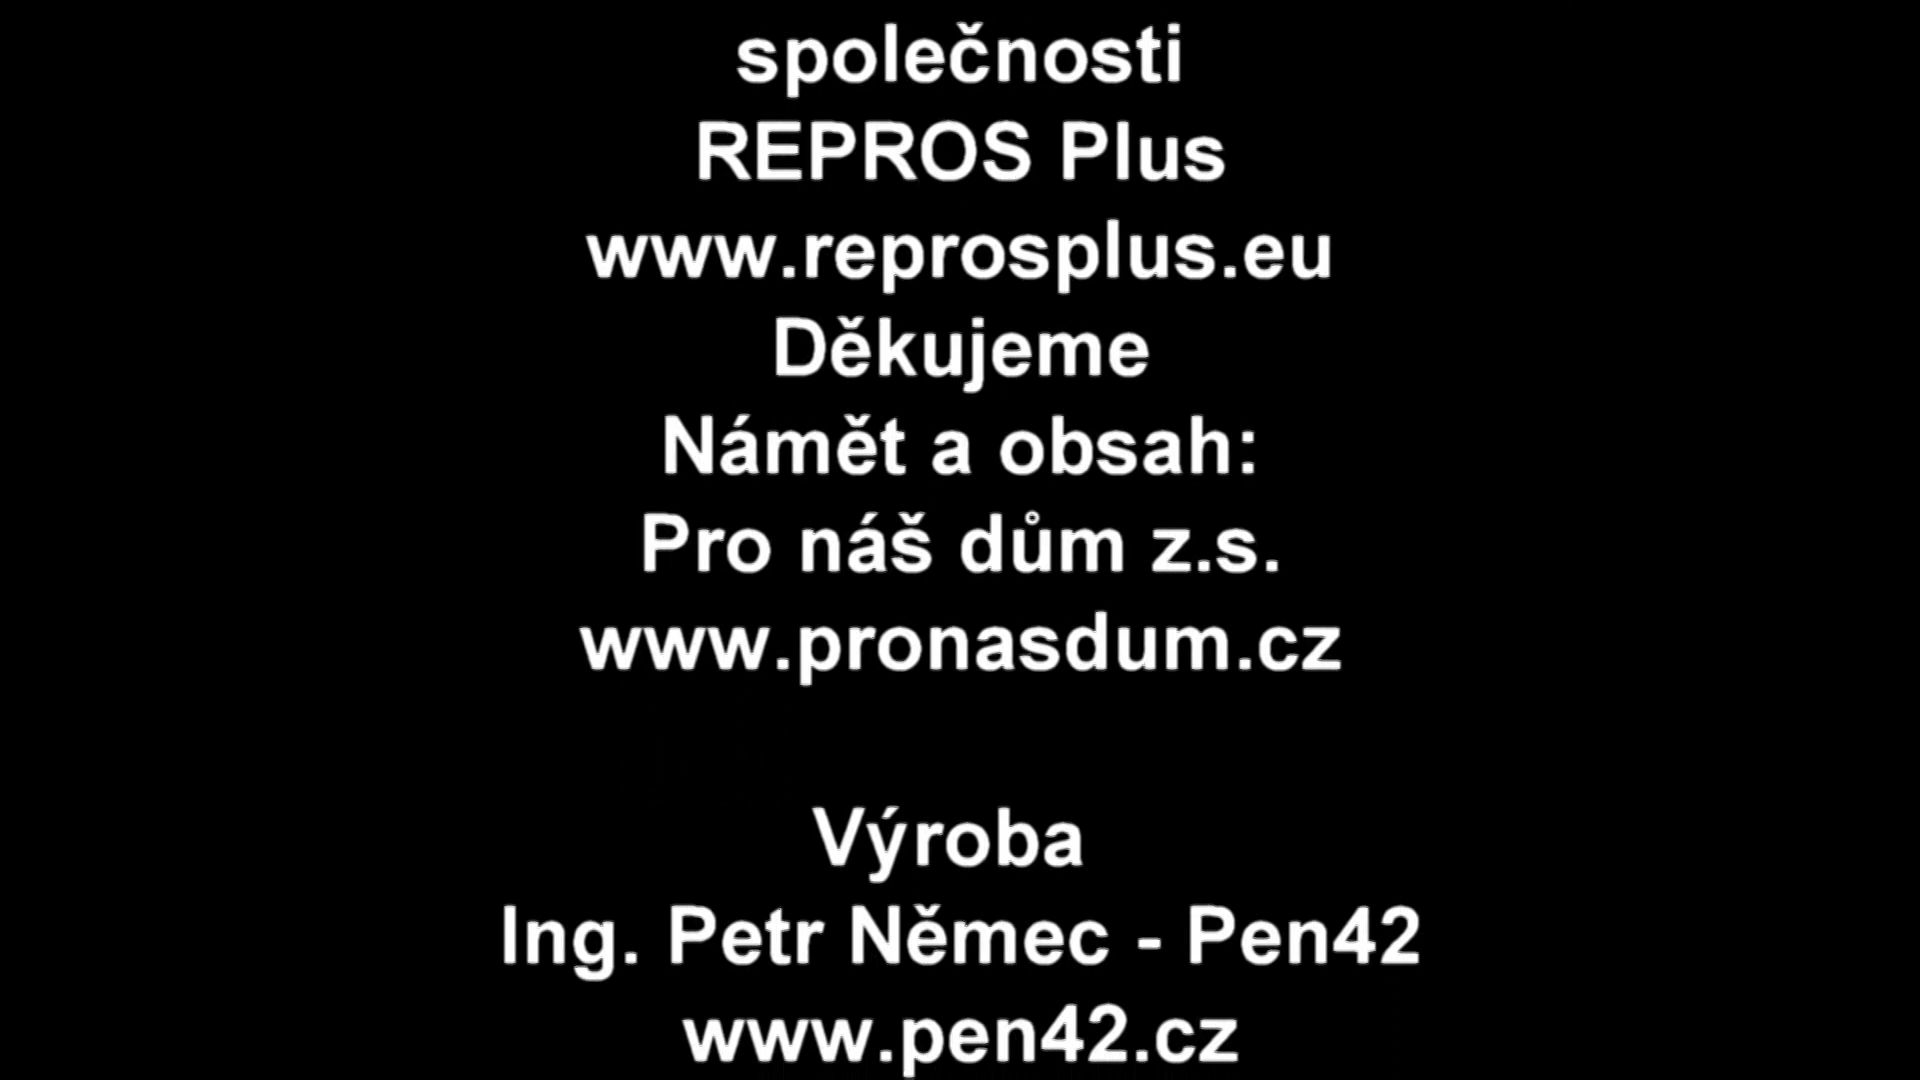 společnosti
REPROS Plus
www.reprosplus.eu
Děkujeme
Námět a obsah:
Pro náš dům z.s.
www.pronasdum.cz
Výroba
Ing. Petr Němec - Pen42
www.pen42.cz